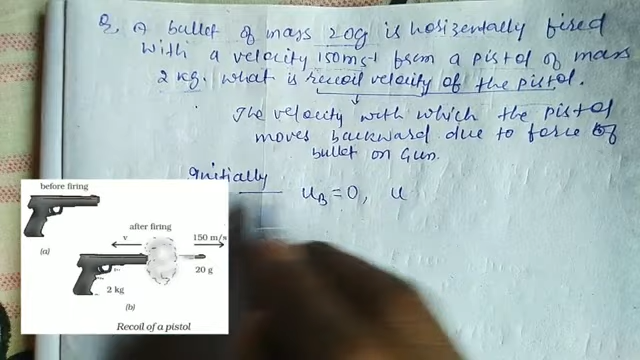 Q. A bullet of mass 20g is horizontally fired
with a velocity 150ms-1 from a pistol of mass
2 kg. what is recoil velocity of the pistol.
The velocity with which the pistol
moves backward due to force of
bullet on Gun.
Initially
uB = 0, u
before firing
(a)
after firing
v
150 m/s
20 g
2 kg
(b)
Recoil of a pistol